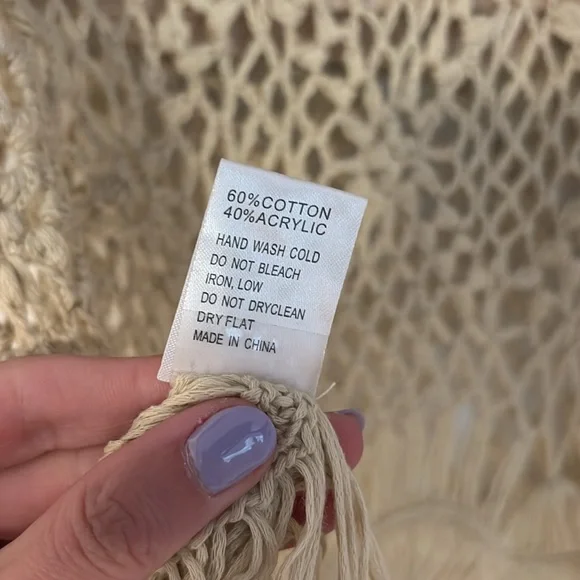 60%COTTON
40%ACRYLIC
HAND WASH COLD
DO NOT BLEACH
IRON, LOW
DO NOT DRYCLEAN
DRY FLAT
MADE IN CHINA